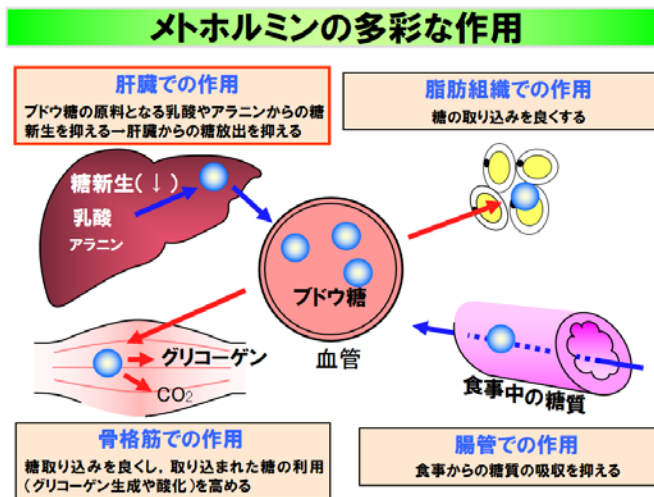 メトホルミンの多彩な作用
肝臓での作用
ブドウ糖の原料となる乳酸やアラニンからの糖
新生を抑える→肝臓からの糖放出を抑える
脂肪組織での作用
糖の取り込みを良くする
糖新生(↓)
乳酸
アラニン
ブドウ糖
血管
グリコーゲン
CO₂
食事中の糖質
骨格筋での作用
糖取り込みを良くし,取り込まれた糖の利用
(グリコーゲン生成や酸化)を高める
腸管での作用
食事からの糖質の吸収を抑える